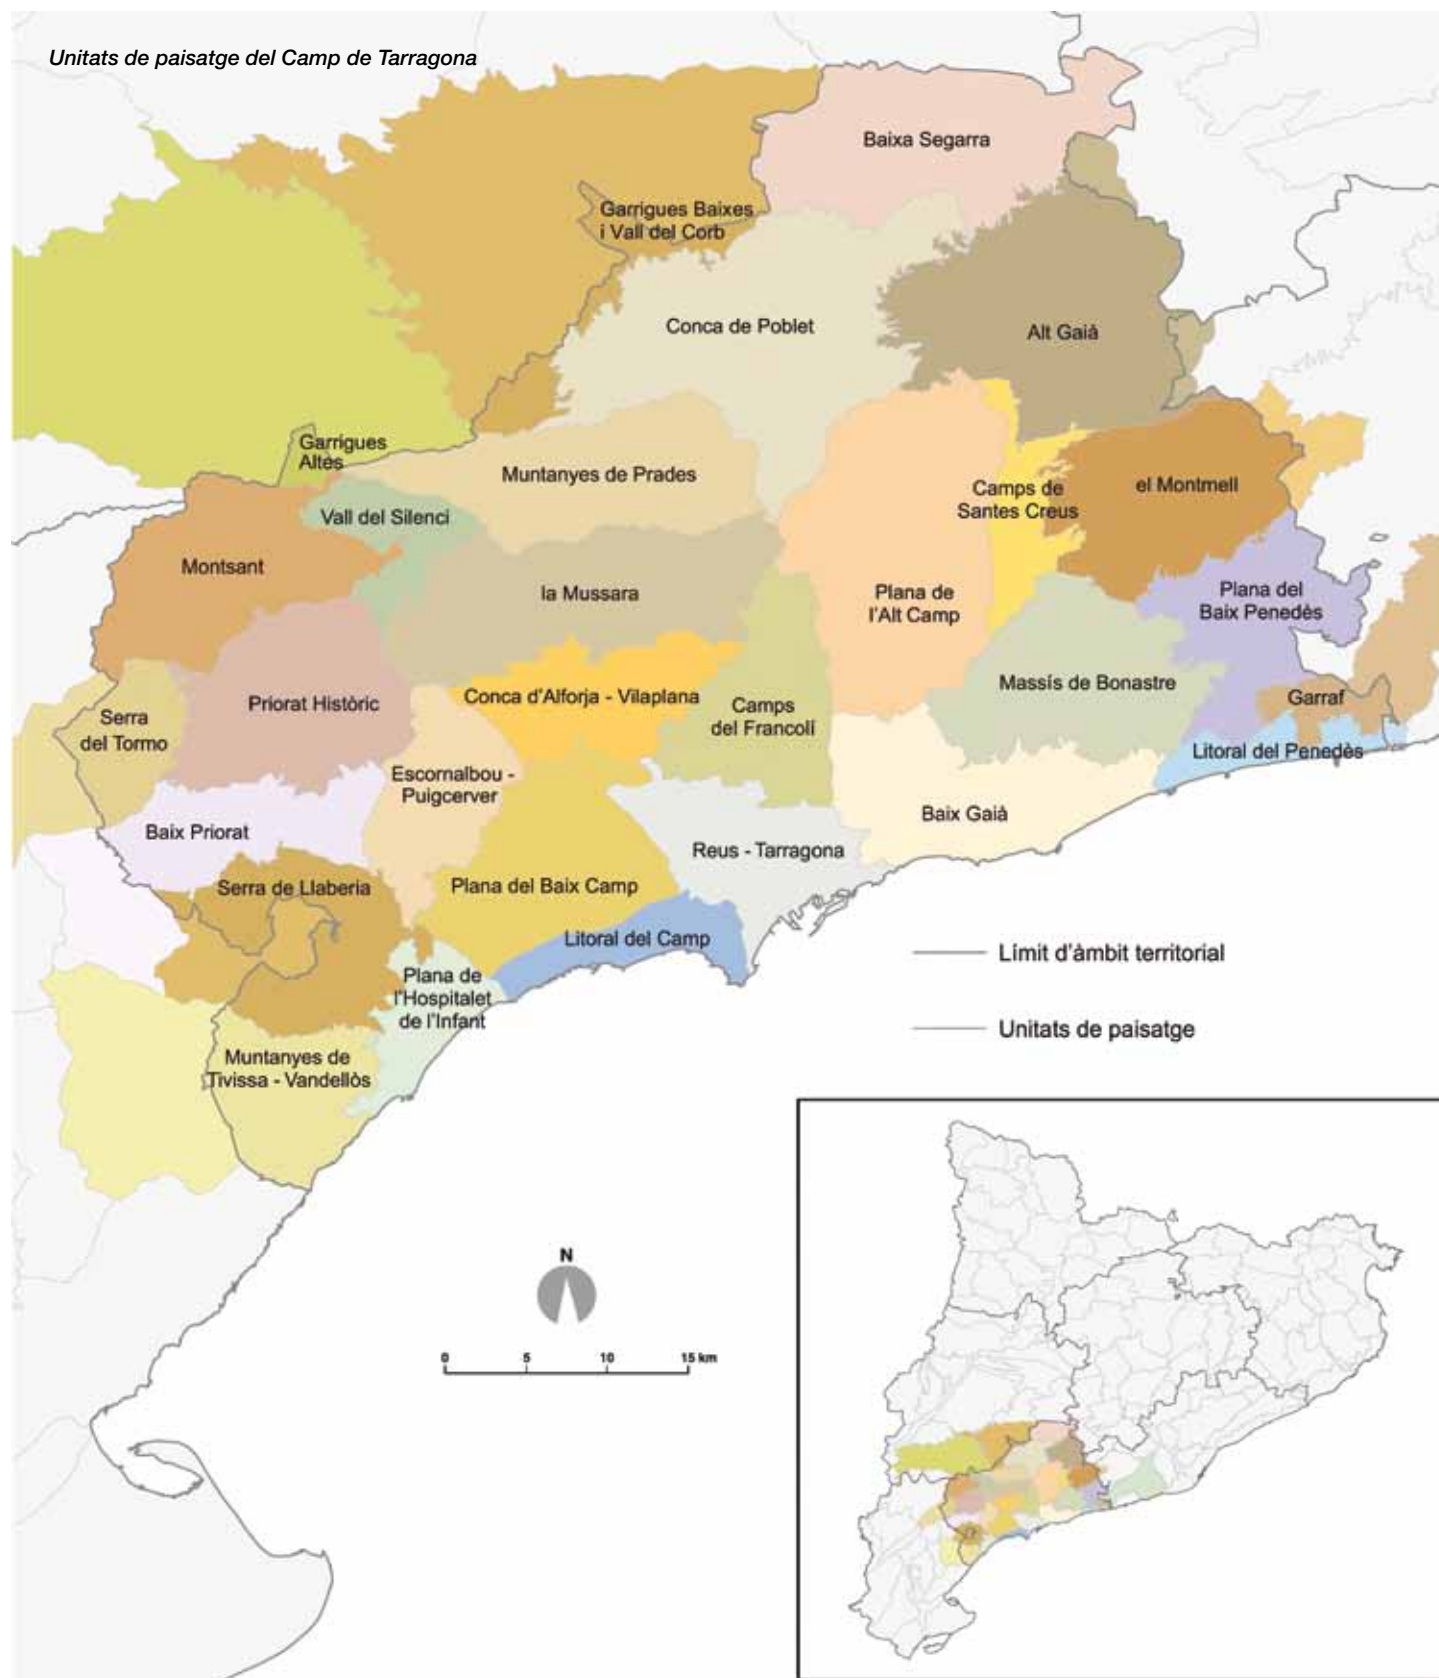 Unitats de paisatge del Camp de Tarragona
Baixa Segarra
Garrigues Baixes
i Vall del Corb
Conca de Poblet
Alt Gaià
Garrigues
Altes
Muntanyes de Prades
Camps de
Santes Creus
el Montmell
Vall del Silenci
Montsant
la Mussara
Plana de
l'Alt Camp
Plana del
Baix Penedès
Massís de Bonastre
Conca d'Alforja - Vilaplana
Camps
del Francolí
Garraf
Priorat Històric
Serra
del Tormo
Litoral del Penedès
Escornalbou -
Puigcerver
Baix Gaià
Baix Priorat
Reus - Tarragona
Serra de Llaberia
Plana del Baix Camp
Litoral del Camp
Límit d'àmbit territorial
Plana de
l'Hospitalet
de l'Infant
Unitats de paisatge
Muntanyes de
Tivissa - Vandellòs
N
0 5 10 15 km